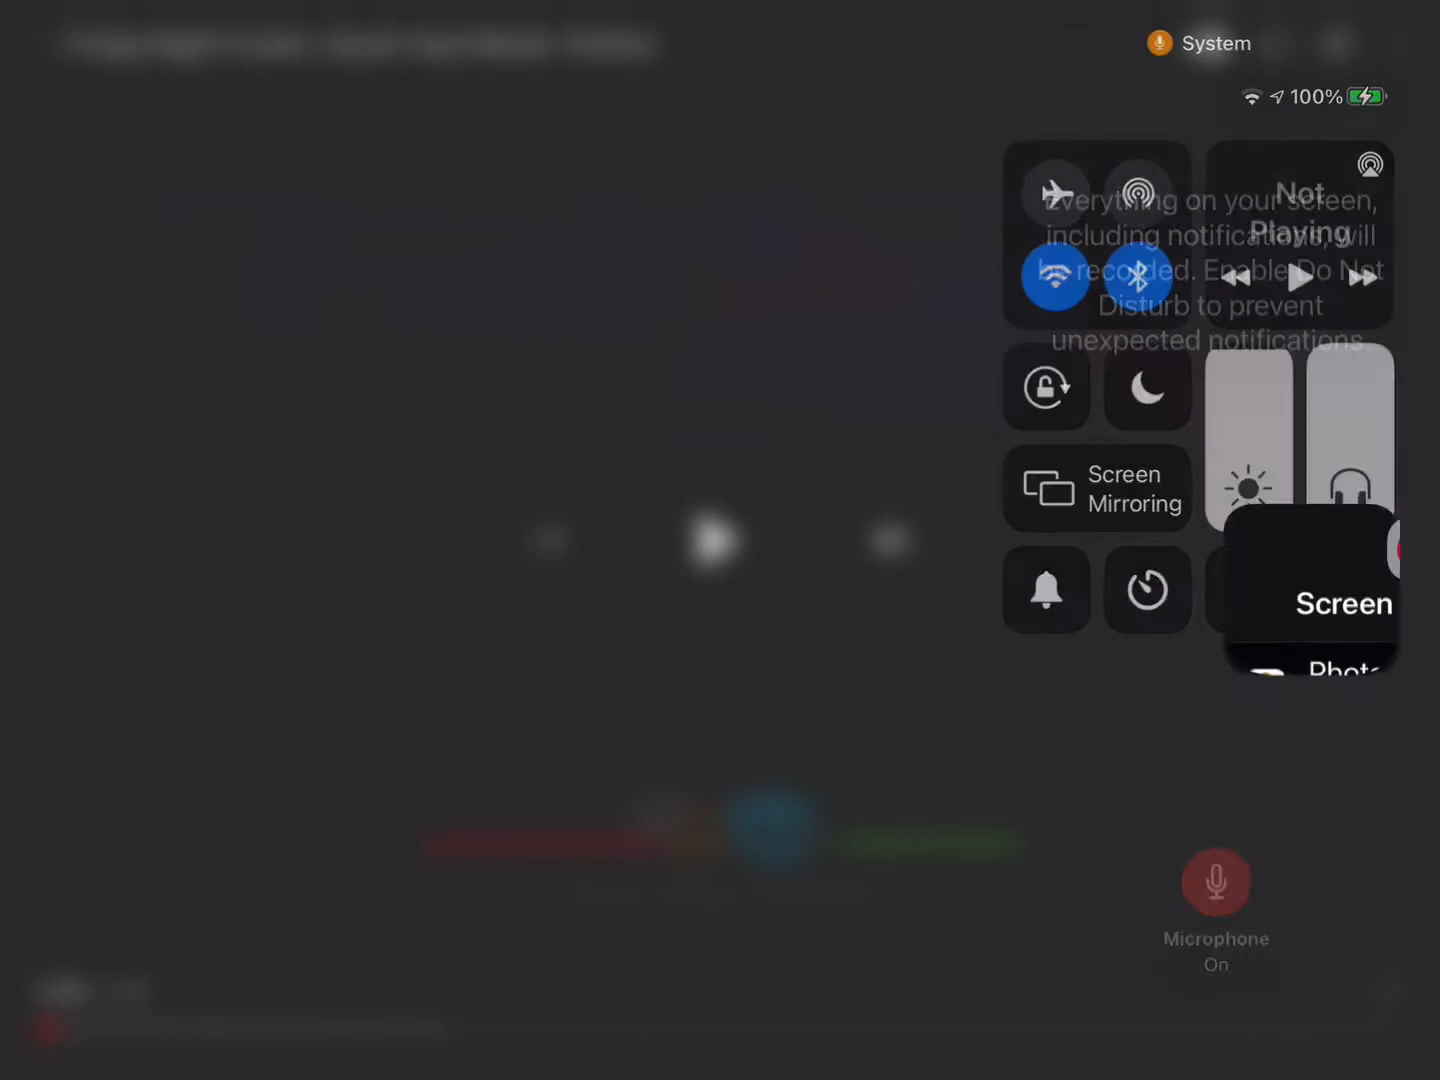 System
100%
Not
Playing
Everything on your screen,
including notifications, will
be recorded. Enable Do Not
Disturb to prevent
unexpected notifications.
Screen
Mirroring
Screen
Microphone
On